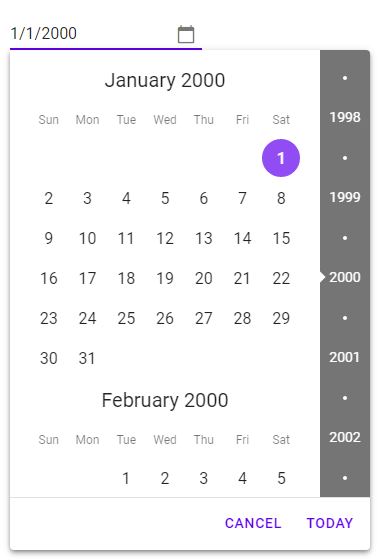 1/1/2000
January 2000
Sun Mon Tue Wed Thu Fri Sat
1
2 3 4 5 6 7 8
9 10 11 12 13 14 15
16 17 18 19 20 21 22
23 24 25 26 27 28 29
30 31
February 2000
Sun Mon Tue Wed Thu Fri Sat
1 2 3 4 5
1998
1999
2000
2001
2002
CANCEL TODAY